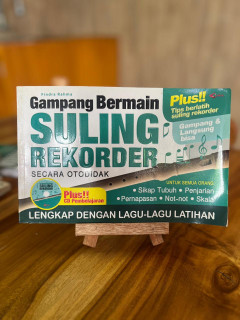 Gampang Bermain
SULING
REKORDER
SECARA OTODIDAK
Plus!!
Tips berlatih
suling rekorder
Gampang &
Langsung
bisa
Plus!!
CD Pembelajaran
UNTUK SEMUA ORANG
• Sikap Tubuh • Penjarian
• Pernapasan • Not-not • Skala
LENGKAP DENGAN LAGU-LAGU LATIHAN